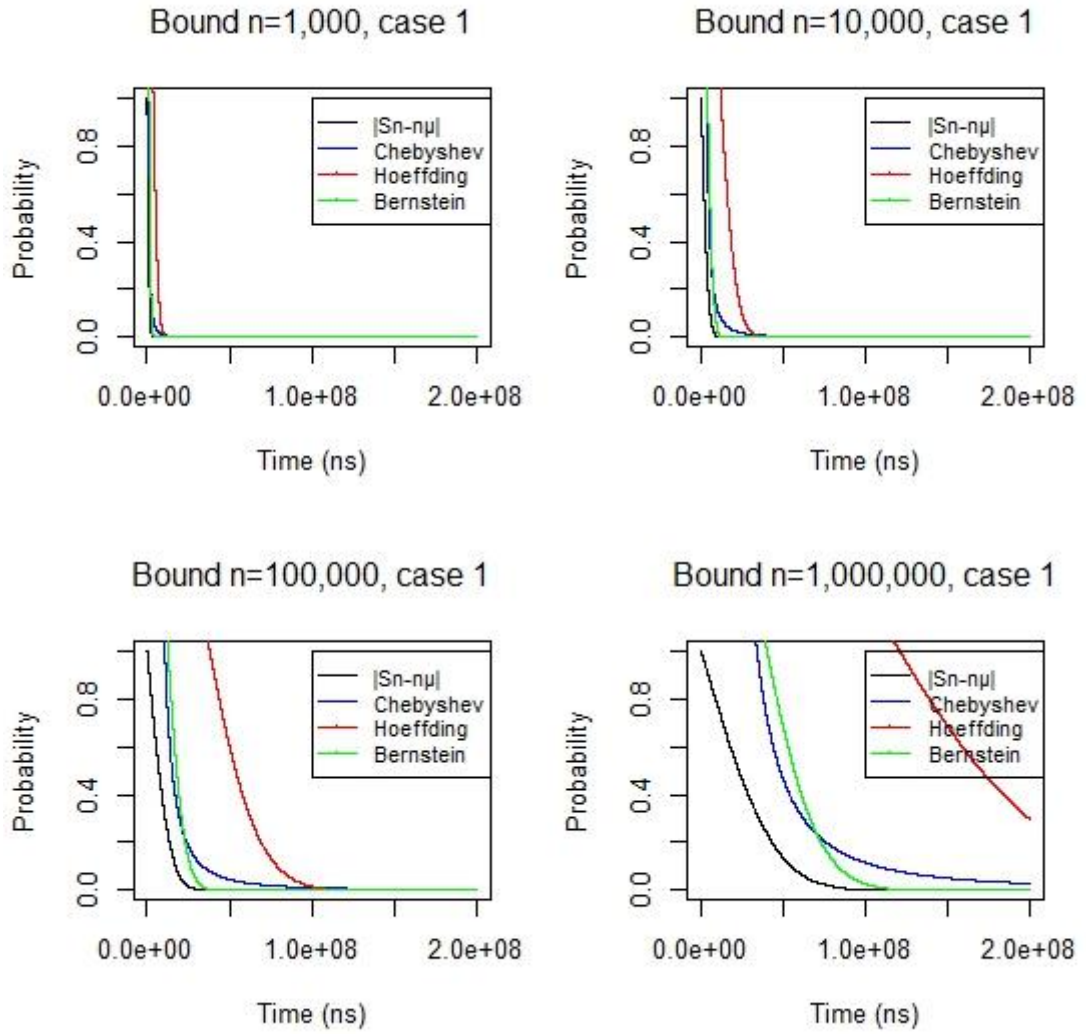 Bound n=1,000, case 1
Probability
0.0 0.4 0.8
|Sn-nμ|
Chebyshev
Hoeffding
Bernstein
0.0e+00 1.0e+08 2.0e+08
Time (ns)
Bound n=10,000, case 1
Probability
0.0 0.4 0.8
|Sn-nμ|
Chebyshev
Hoeffding
Bernstein
0.0e+00 1.0e+08 2.0e+08
Time (ns)
Bound n=100,000, case 1
Probability
0.0 0.4 0.8
|Sn-nμ|
Chebyshev
Hoeffding
Bernstein
0.0e+00 1.0e+08 2.0e+08
Time (ns)
Bound n=1,000,000, case 1
Probability
0.0 0.4 0.8
|Sn-nμ|
Chebyshev
Hoeffding
Bernstein
0.0e+00 1.0e+08 2.0e+08
Time (ns)